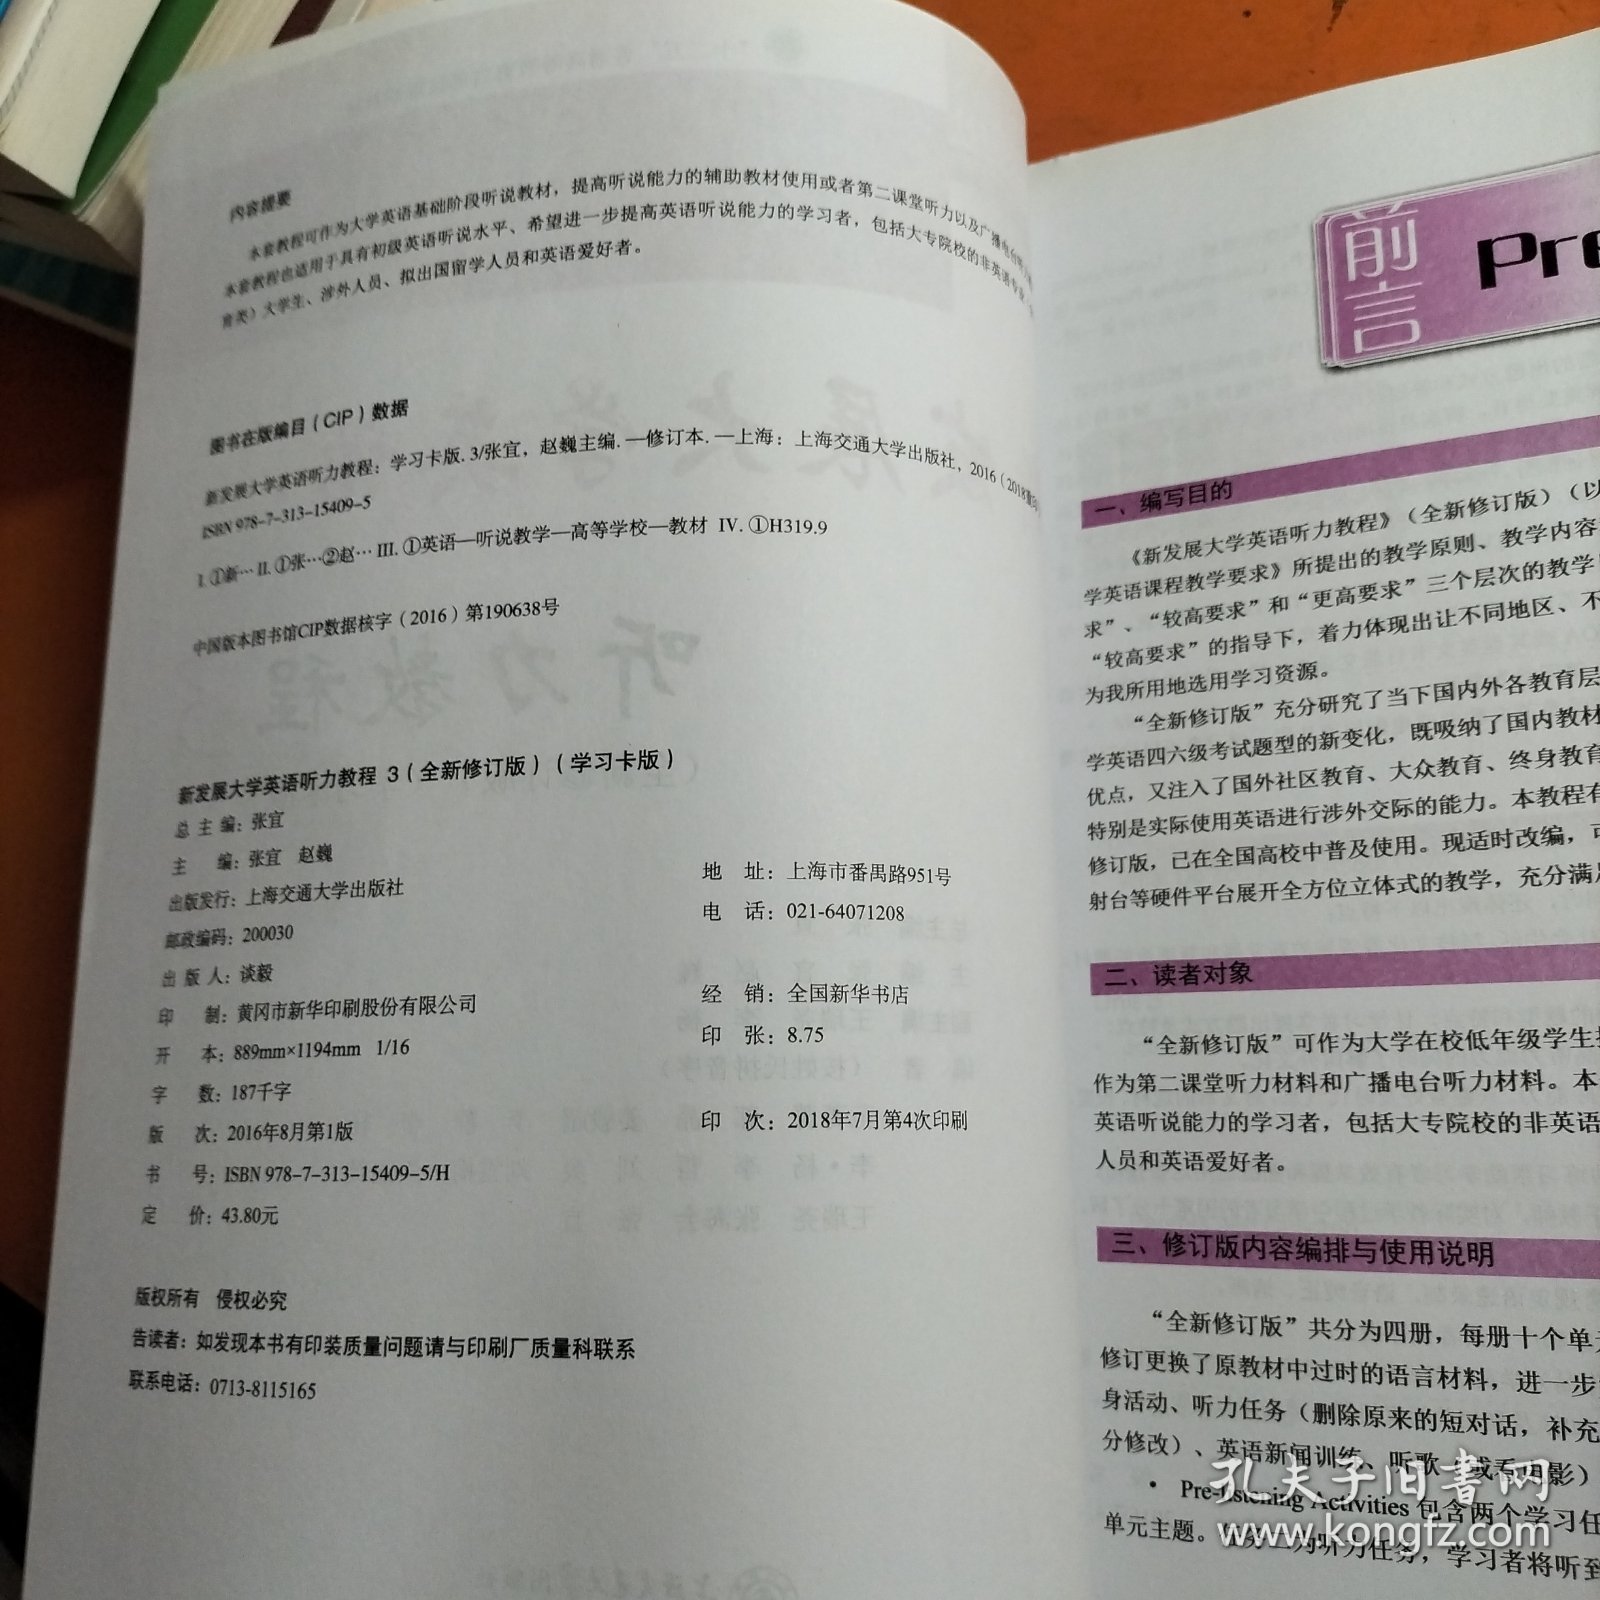 内容提要
本套教程可作为大学英语基础阶段听说教材，提高听说能力的辅助教材使用或者第二课堂听力以及广播电台听力
本套教程也适用于具有初级英语听说水平、希望进一步提高英语听说能力的学习者，包括大专院校的非英语专业
育类）大学生、涉外人员、拟出国留学人员和英语爱好者。
图书在版编目（CIP）数据
新发展大学英语听力教程：学习卡版.3/张宜，赵巍主编.—修订本.—上海：上海交通大学出版社，2016（2018重印
ISBN 978-7-313-15409-5
I.①新… II.①张…②赵… III.①英语—听说教学—高等学校—教材 IV.①H319.9
中国版本图书馆CIP数据核字（2016）第190638号
新发展大学英语听力教程 3（全新修订版）（学习卡版）
总 主 编：张宜
主 编：张宜 赵巍
出版发行：上海交通大学出版社
地 址：上海市番禺路951号
邮政编码：200030
电 话：021-64071208
出 版 人：谈毅
印 制：黄冈市新华印刷股份有限公司
经 销：全国新华书店
开 本：889mm×1194mm 1/16
印 张：8.75
字 数：187千字
版 次：2016年8月第1版
印 次：2018年7月第4次印刷
书 号：ISBN 978-7-313-15409-5/H
定 价：43.80元
版权所有 侵权必究
告读者：如发现本书有印装质量问题请与印刷厂质量科联系
联系电话：0713-8115165
前言 Pre
一、编写目的
《新发展大学英语听力教程》（全新修订版）（以
学英语课程教学要求》所提出的教学原则、教学内容
求”、“较高要求”和“更高要求”三个层次的教学
“较高要求”的指导下，着力体现出让不同地区、不
为我所用地选用学习资源。
“全新修订版”充分研究了当下国内外各教育层
学英语四六级考试题型的新变化，既吸纳了国内教材
优点，又注入了国外社区教育、大众教育、终身教育
特别是实际使用英语进行涉外交际的能力。本教程有
修订版，已在全国高校中普及使用。现适时改编，可
射台等硬件平台展开全方位立体式的教学，充分满足
二、读者对象
“全新修订版”可作为大学在校低年级学生
作为第二课堂听力材料和广播电台听力材料。本
英语听说能力的学习者，包括大专院校的非英语
人员和英语爱好者。
三、修订版内容编排与使用说明
“全新修订版”共分为四册，每册十个单元
修订更换了原教材中过时的语言材料，进一步
身活动、听力任务（删除原来的短对话，补充
分修改）、英语新闻训练、听歌（或看电影）
• Pre-listening Activities 包含两个学习任
单元主题。任务二为听力任务，学习者将听到
孔夫子旧书网
www.kongfz.com